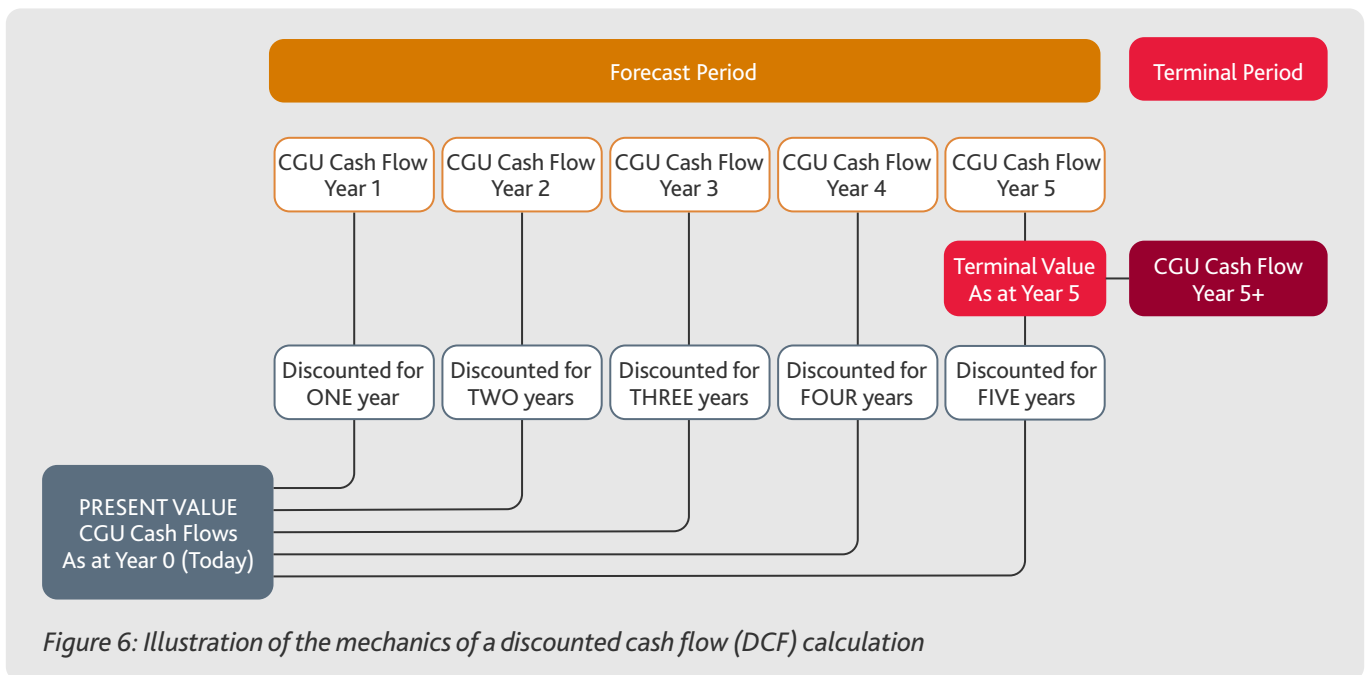 Forecast Period
Terminal Period
CGU Cash Flow
Year 1
CGU Cash Flow
Year 2
CGU Cash Flow
Year 3
CGU Cash Flow
Year 4
CGU Cash Flow
Year 5
Terminal Value
As at Year 5
CGU Cash Flow
Year 5+
Discounted for
ONE year
Discounted for
TWO years
Discounted for
THREE years
Discounted for
FOUR years
Discounted for
FIVE years
PRESENT VALUE
CGU Cash Flows
As at Year 0 (Today)
Figure 6: Illustration of the mechanics of a discounted cash flow (DCF) calculation